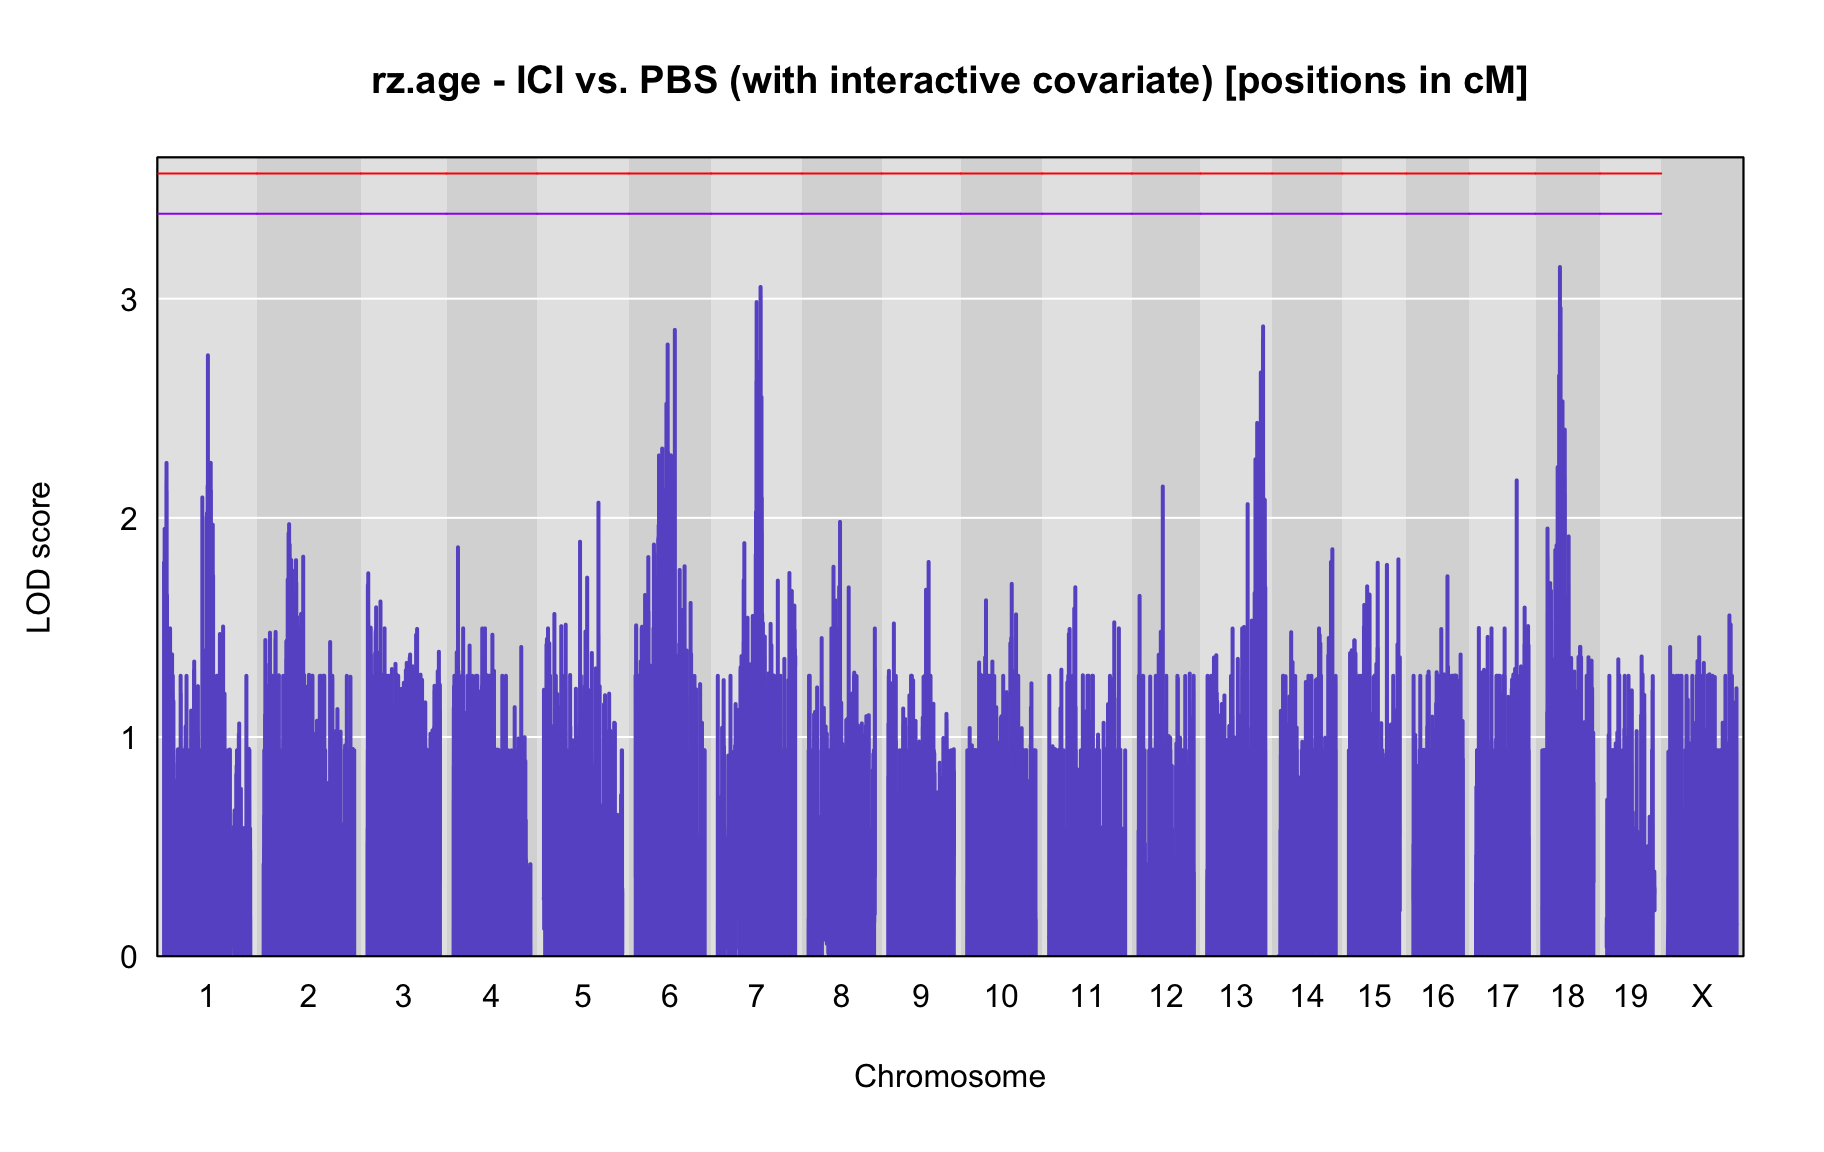 rz.age - ICI vs. PBS (with interactive covariate) [positions in cM]
3
2
1
0
LOD score
1 2 3 4 5 6 7 8 9 10 11 12 13 14 15 16 17 18 19 X
Chromosome